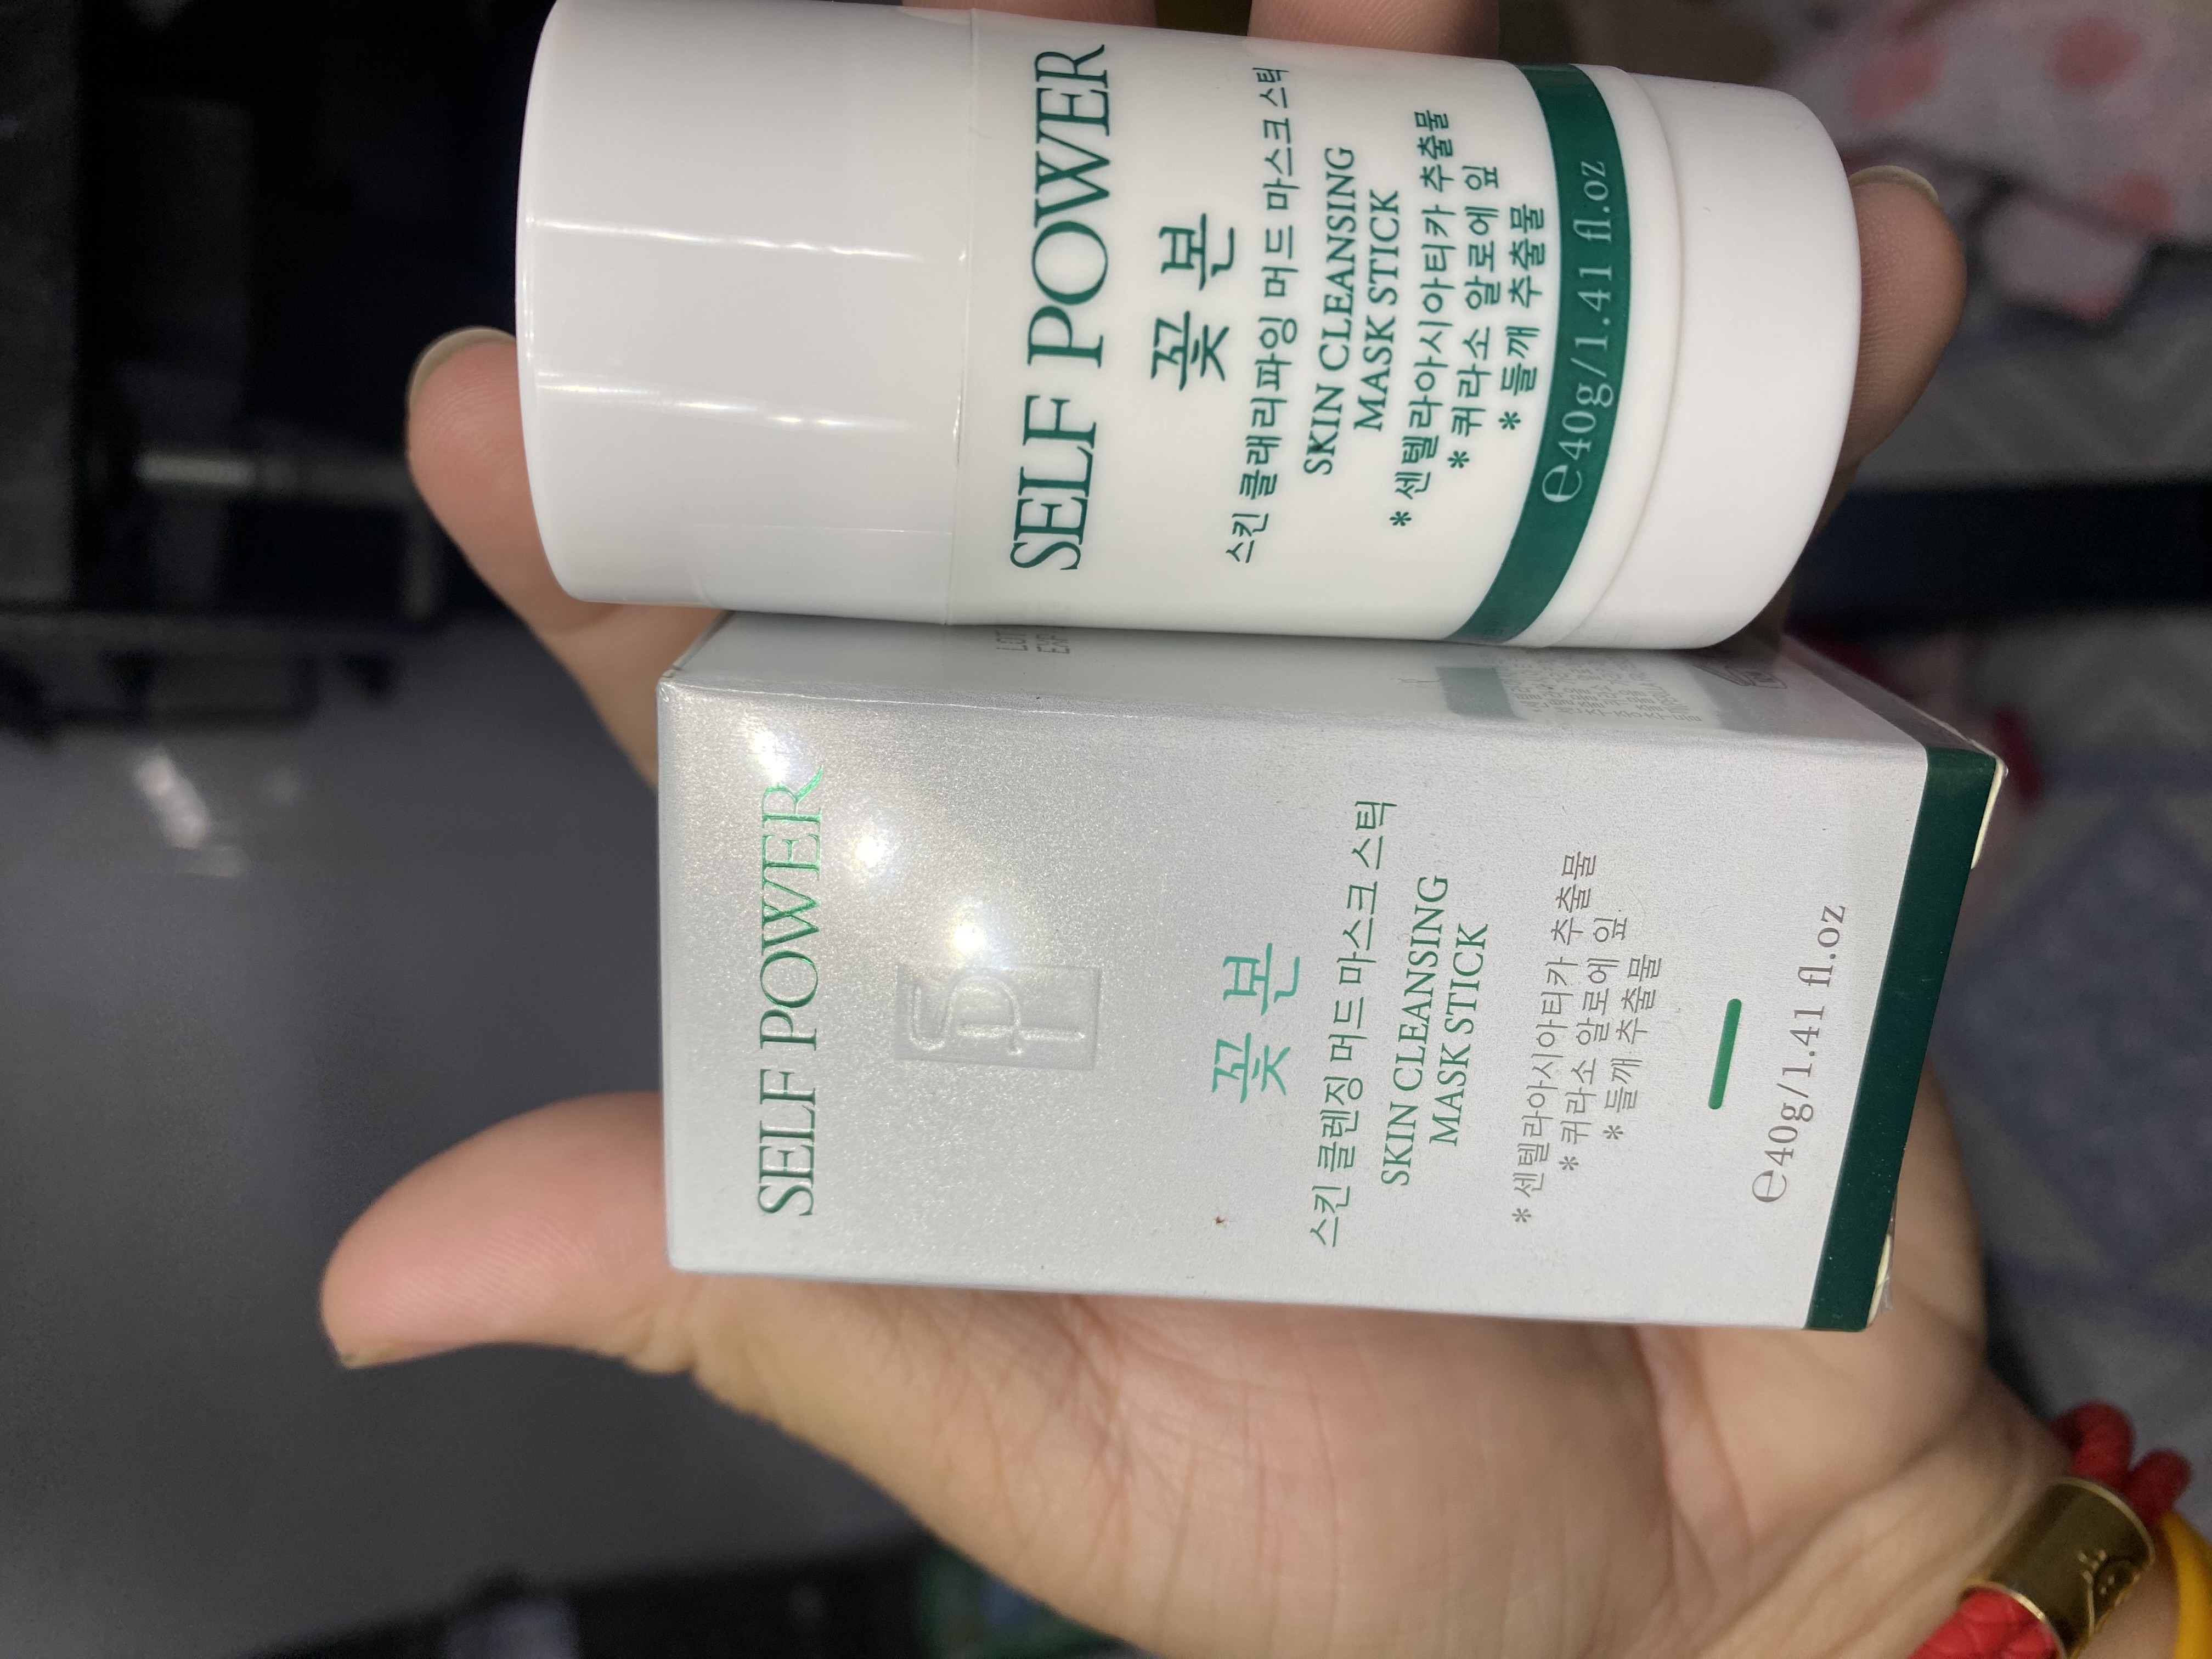 SELF POWER
꽃본
스킨 클래리파잉 머드 마스크 스틱
SKIN CLEANSING
MASK STICK
* 센텔라아시아티카 추출물
* 퀴라소 알로에 잎
* 들깨 추출물
℮40g/1.41 fl.oz
LOT
EXP
SELF POWER
SP
꽃본
스킨 클렌징 머드 마스크 스틱
SKIN CLEANSING
MASK STICK
* 센텔라아시아티카 추출물
* 퀴라소 알로에 잎
* 들깨 추출물
℮40g/1.41 fl.oz